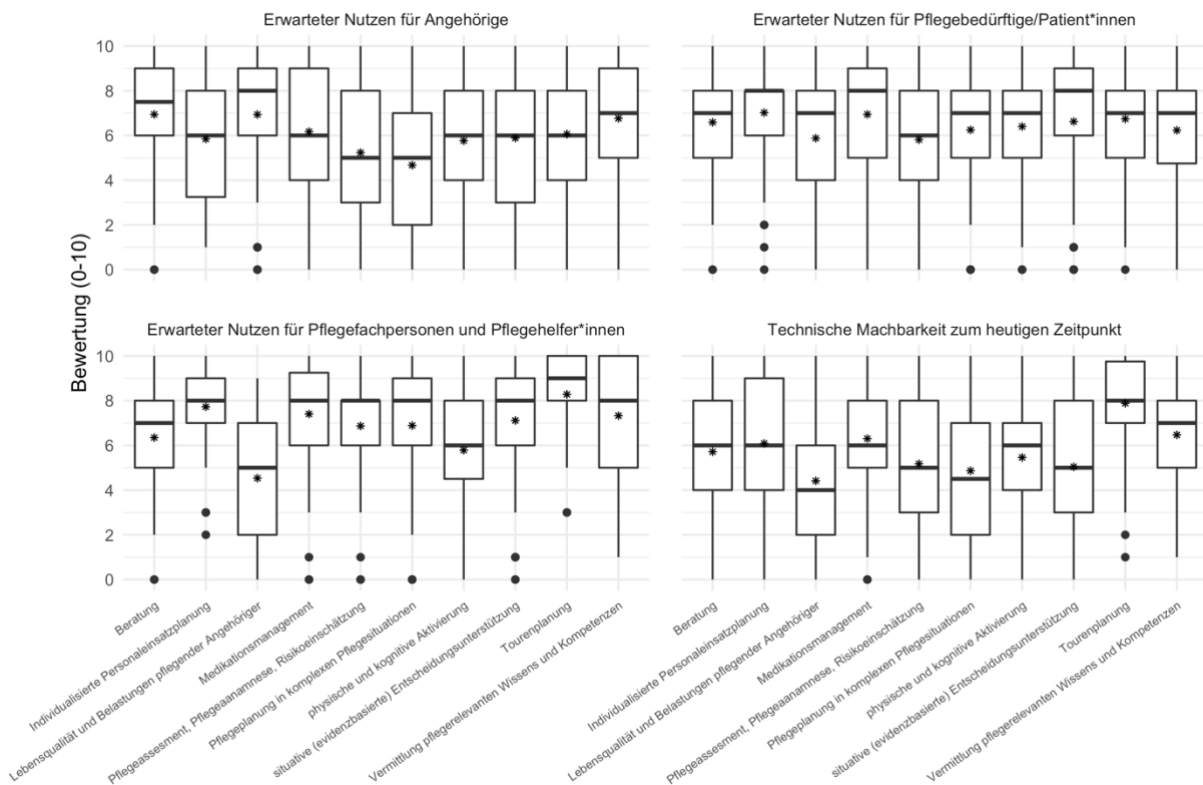 Erwarteter Nutzen für Angehörige
Erwarteter Nutzen für Pflegebedürftige/Patient*innen
10
8
6
4
2
0
Bewertung (0-10)
Erwarteter Nutzen für Pflegefachpersonen und Pflegehelfer*innen
Technische Machbarkeit zum heutigen Zeitpunkt
10
8
6
4
2
0
Beratung
Individualisierte Personaleinsatzplanung
Lebensqualität und Belastungen pflegender Angehöriger
Medikationsmanagement
Pflegeassesment, Pflegeanamnese, Risikoeinschätzung
Pflegeplanung in komplexen Pflegesituationen
physische und kognitive Aktivierung
situative (evidenzbasierte) Entscheidungsunterstützung
Tourenplanung
Vermittlung pflegerelevanten Wissens und Kompetenzen
Beratung
Individualisierte Personaleinsatzplanung
Lebensqualität und Belastungen pflegender Angehöriger
Medikationsmanagement
Pflegeassesment, Pflegeanamnese, Risikoeinschätzung
Pflegeplanung in komplexen Pflegesituationen
physische und kognitive Aktivierung
situative (evidenzbasierte) Entscheidungsunterstützung
Tourenplanung
Vermittlung pflegerelevanten Wissens und Kompetenzen